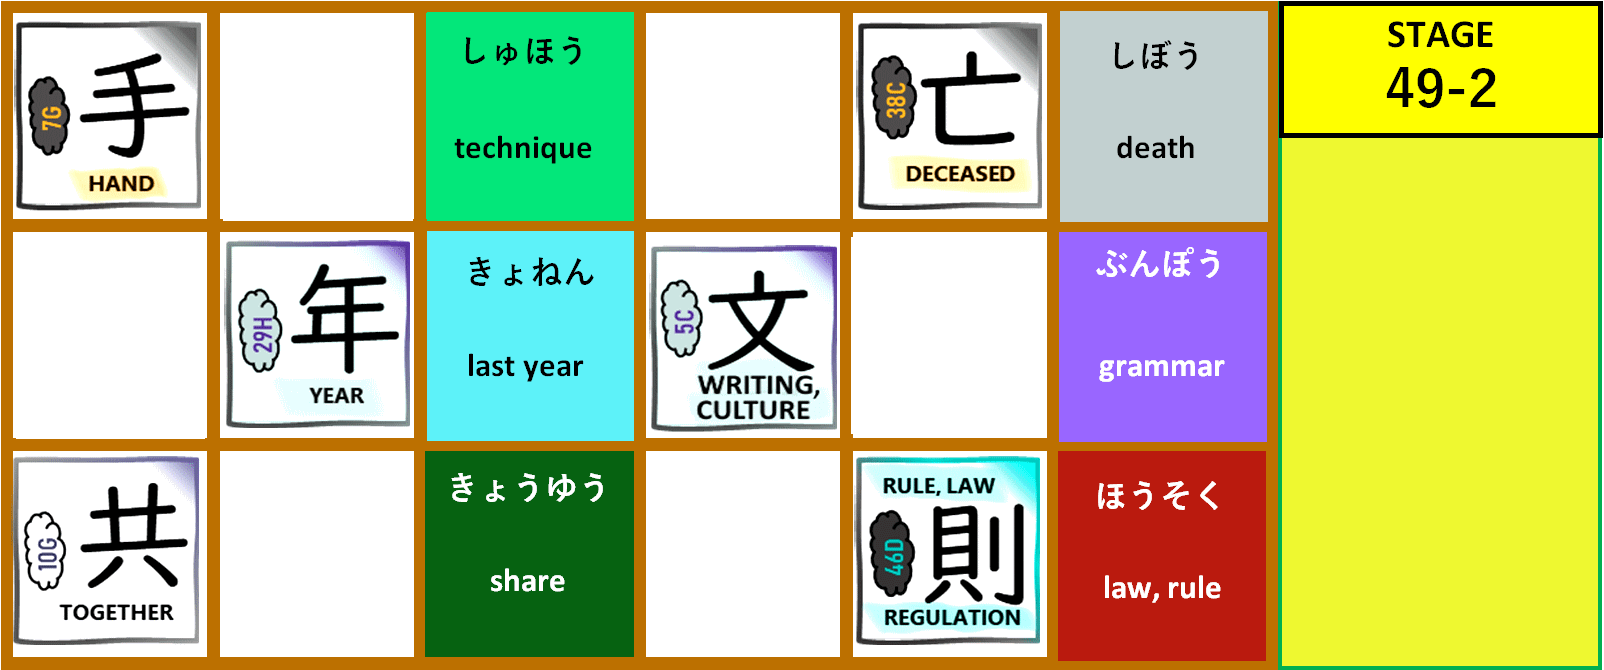 手
7G
HAND
しゅほう
technique
亡
38C
DECEASED
しぼう
death
STAGE
49-2
年
29H
YEAR
きょねん
last year
文
5C
WRITING,
CULTURE
ぶんぽう
grammar
共
10G
TOGETHER
きょうゆう
share
RULE, LAW
則
46D
REGULATION
ほうそく
law, rule